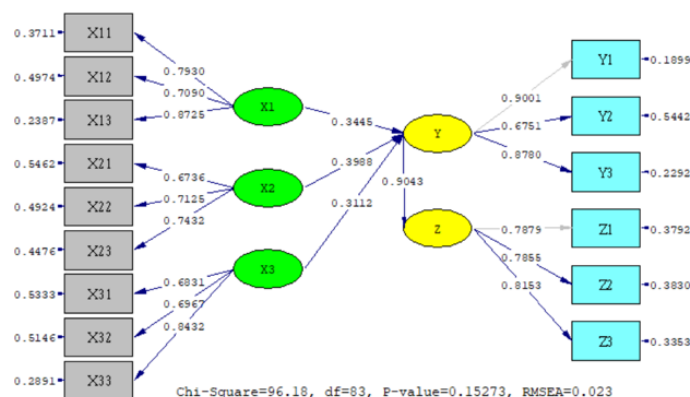 0.3711 X11
0.4974 X12
0.2387 X13
0.5462 X21
0.4924 X22
0.4476 X23
0.5333 X31
0.5146 X32
0.2891 X33
0.7930
0.7090
0.8725
0.6736
0.7125
0.7432
0.6831
0.6967
0.8432
X1
X2
X3
0.3445
0.3988
0.3112
Y
0.9043
Z
0.9001
0.6751
0.8780
0.7879
0.7855
0.8153
Y1 0.1899
Y2 0.5442
Y3 0.2292
Z1 0.3792
Z2 0.3830
Z3 0.3353
Chi-Square=96.18, df=83, P-value=0.15273, RMSEA=0.023